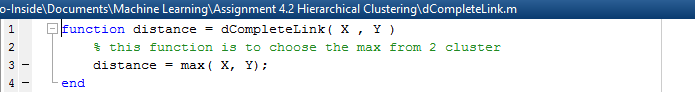 o-Inside\Documents\Machine Learning\Assignment 4.2 Hierarchical Clustering\dCompleteLink.m
1 function distance = dCompleteLink( X , Y )
2 % this function is to choose the max from 2 cluster
3 - distance = max( X, Y);
4 - end